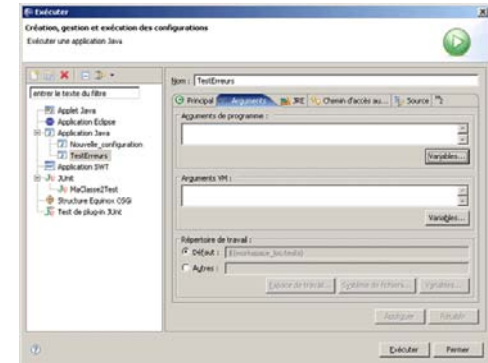 Exécuter
Création, gestion et exécution des configurations
Exécuter une application Java
entrer le texte du filtre
Applet Java
Application Eclipse
Application Java
Nouvelle_configuration
TestErreurs
Application SWT
JUnit
MaClasse2Test
Structure Equinox OSGi
Test de plug-in JUnit
Nom : TestErreurs
Principal Arguments JRE Chemin d'accès au... Source
Arguments de programme :
Variables...
Arguments VM :
Variables...
Répertoire de travail :
Défaut :
Autres :
Espace de travail... Système de fichiers... Variables...
Appliquer Rétablir
Exécuter Fermer